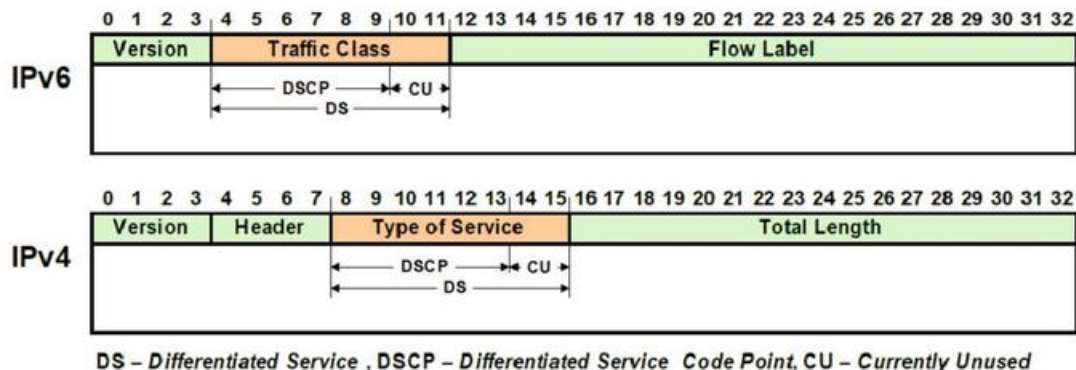 0 1 2 3 4 5 6 7 8 9 10 11 12 13 14 15 16 17 18 19 20 21 22 23 24 25 26 27 28 29 30 31 32
Version Traffic Class Flow Label
IPv6
DSCP CU
DS
0 1 2 3 4 5 6 7 8 9 10 11 12 13 14 15 16 17 18 19 20 21 22 23 24 25 26 27 28 29 30 31 32
Version Header Type of Service Total Length
IPv4
DSCP CU
DS
DS – Differentiated Service , DSCP – Differentiated Service Code Point, CU – Currently Unused